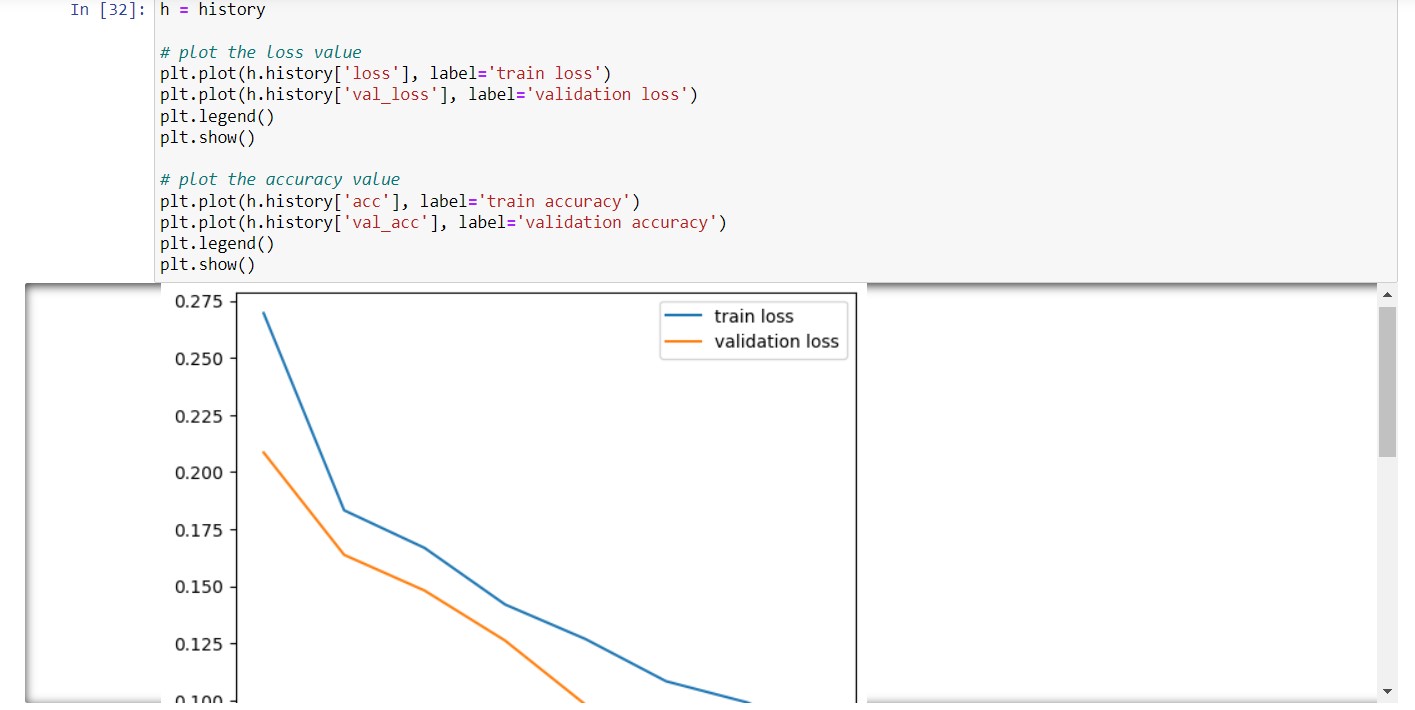 In [32]: h = history
# plot the loss value
plt.plot(h.history['loss'], label='train loss')
plt.plot(h.history['val_loss'], label='validation loss')
plt.legend()
plt.show()
# plot the accuracy value
plt.plot(h.history['acc'], label='train accuracy')
plt.plot(h.history['val_acc'], label='validation accuracy')
plt.legend()
plt.show()
0.275
train loss
validation loss
0.250
0.225
0.200
0.175
0.150
0.125
0.100